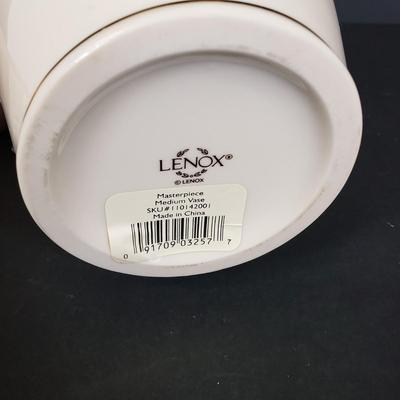 LENOX®
© LENOX
Masterpiece
Medium Vase
SKU#110142001
Made in China
0 91709 03257 7